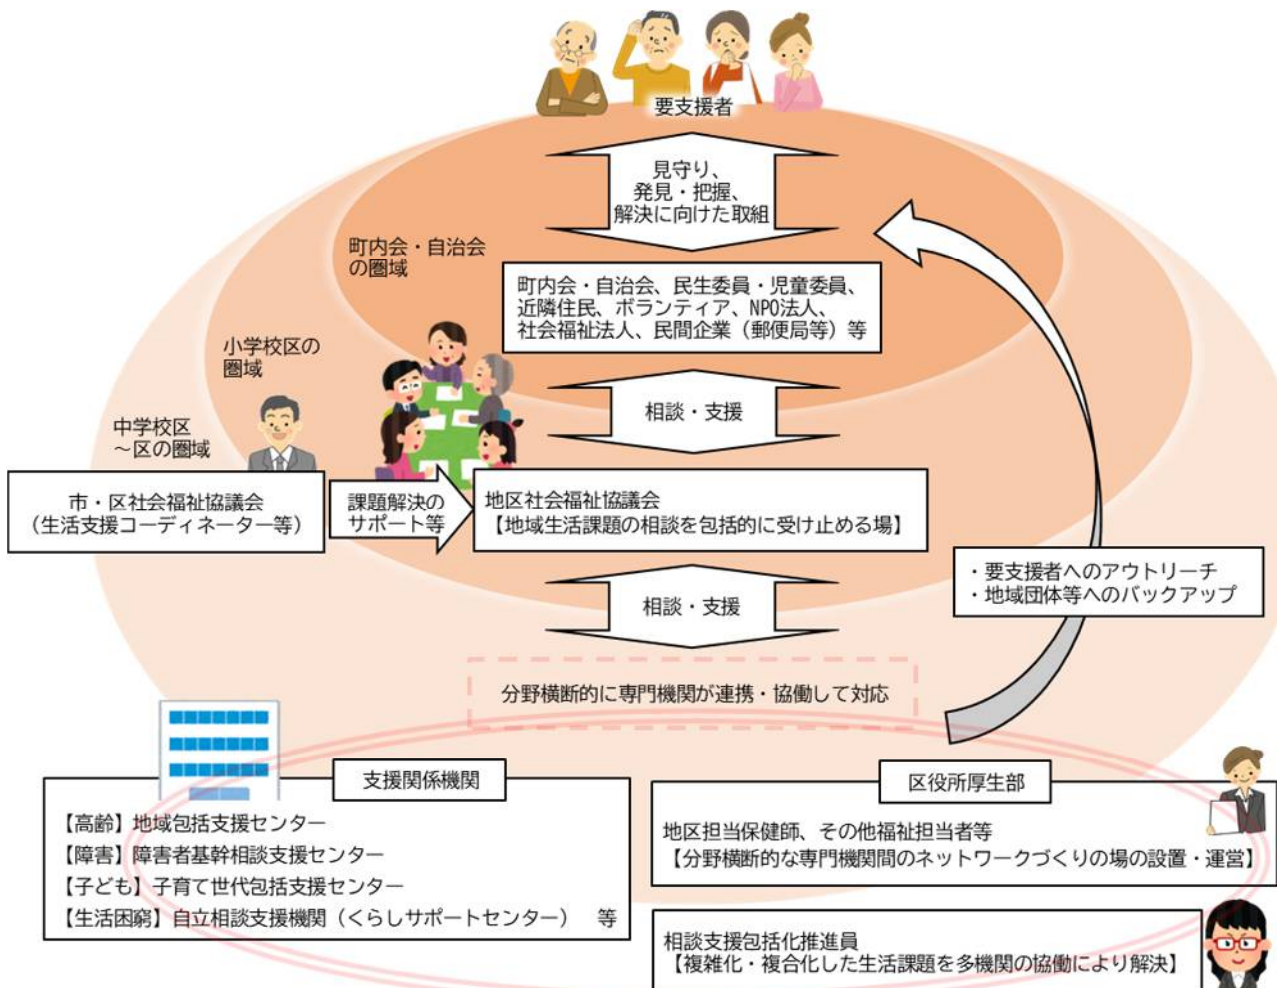 要支援者
見守り、
発見・把握、
解決に向けた取組
町内会・自治会
の圏域
町内会・自治会、民生委員・児童委員、
近隣住民、ボランティア、NPO法人、
社会福祉法人、民間企業（郵便局等）等
小学校区の
圏域
相談・支援
中学校区
～区の圏域
市・区社会福祉協議会
（生活支援コーディネーター等）
課題解決の
サポート等
地区社会福祉協議会
【地域生活課題の相談を包括的に受け止める場】
・要支援者へのアウトリーチ
・地域団体等へのバックアップ
相談・支援
分野横断的に専門機関が連携・協働して対応
支援関係機関
【高齢】地域包括支援センター
【障害】障害者基幹相談支援センター
【子ども】子育て世代包括支援センター
【生活困窮】自立相談支援機関（くらしサポートセンター）　等
区役所厚生部
地区担当保健師、その他福祉担当者等
【分野横断的な専門機関間のネットワークづくりの場の設置・運営】
相談支援包括化推進員
【複雑化・複合化した生活課題を多機関の協働により解決】